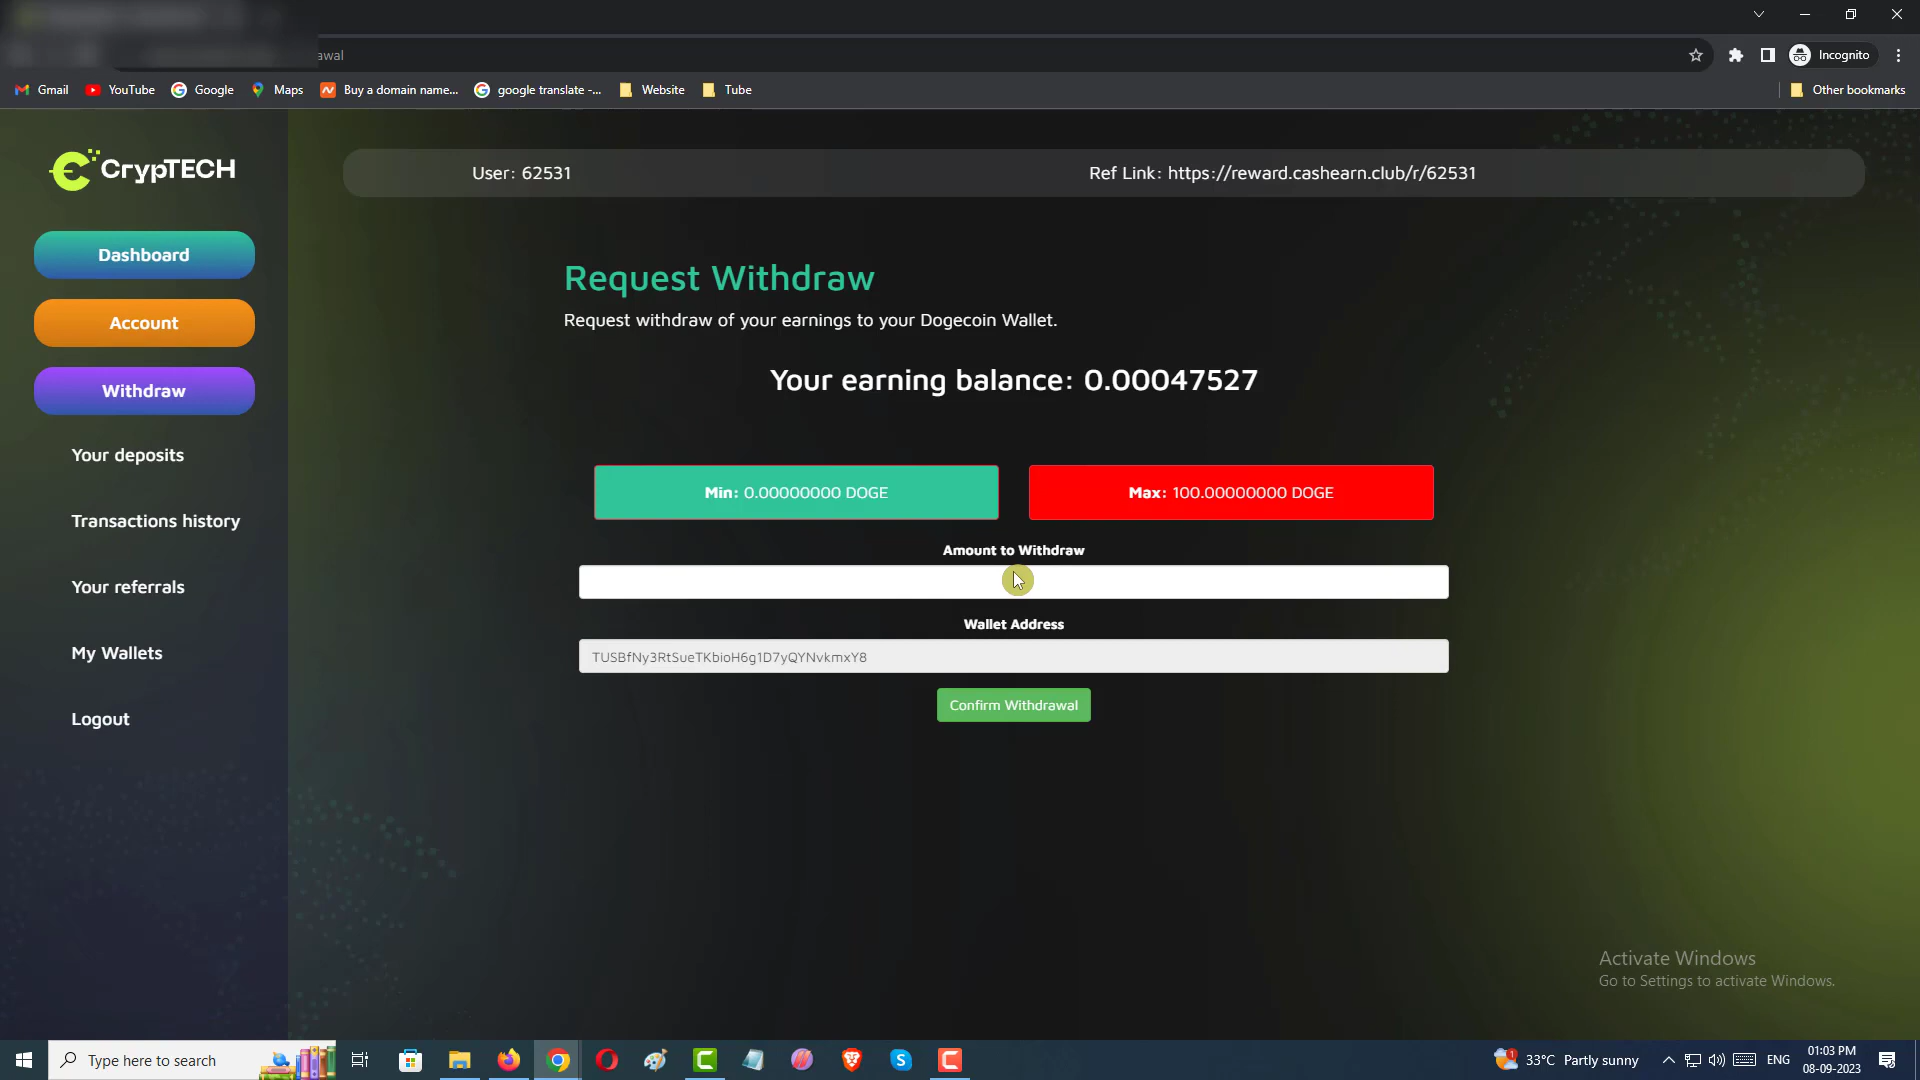 awal
Incognito
Gmail
YouTube
Google
Maps
Buy a domain name...
google translate -...
Website
Tube
Other bookmarks
CrypTECH
User: 62531
Ref Link: https://reward.cashearn.club/r/62531
Dashboard
Account
Withdraw
Your deposits
Transactions history
Your referrals
My Wallets
Logout
Request Withdraw
Request withdraw of your earnings to your Dogecoin Wallet.
Your earning balance: 0.00047527
Min: 0.00000000 DOGE
Max: 100.00000000 DOGE
Amount to Withdraw
Wallet Address
TUSBfNy3RtSueTKbioH6g1D7yQYNvkmxY8
Confirm Withdrawal
Activate Windows
Go to Settings to activate Windows.
Type here to search
33°C Partly sunny
ENG
01:03 PM
08-09-2023